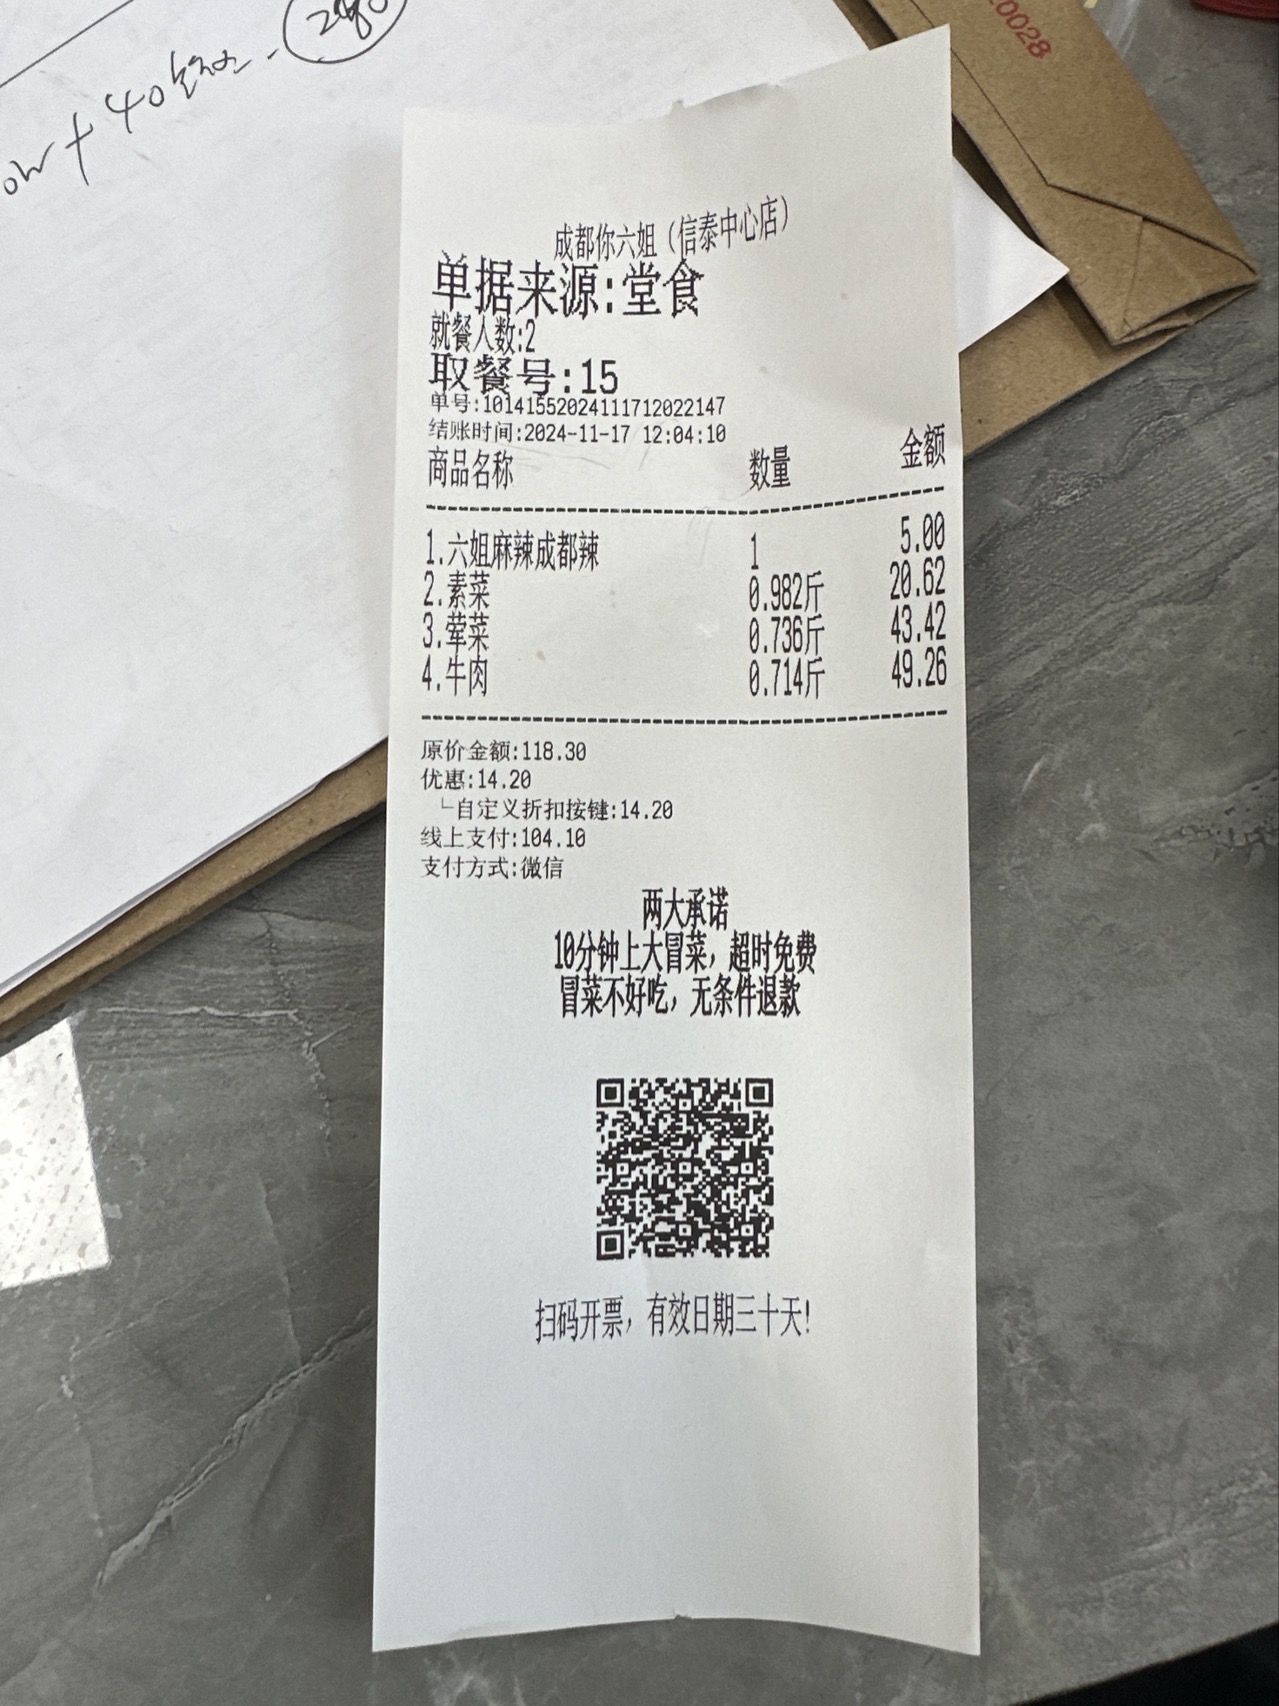 +40
20028
成都你六姐（信泰中心店）
单据来源:堂食
就餐人数:2
取餐号:15
单号:10141552024111712022147
结账时间:2024-11-17 12:04:10
商品名称 数量 金额
1.六姐麻辣成都辣 1 5.00
2.素菜 0.982斤 20.62
3.荤菜 0.736斤 43.42
4.牛肉 0.714斤 49.26
原价金额:118.30
优惠:14.20
└自定义折扣按键:14.20
线上支付:104.10
支付方式:微信
两大承诺
10分钟上大冒菜，超时免费
冒菜不好吃，无条件退款
扫码开票，有效日期三十天!